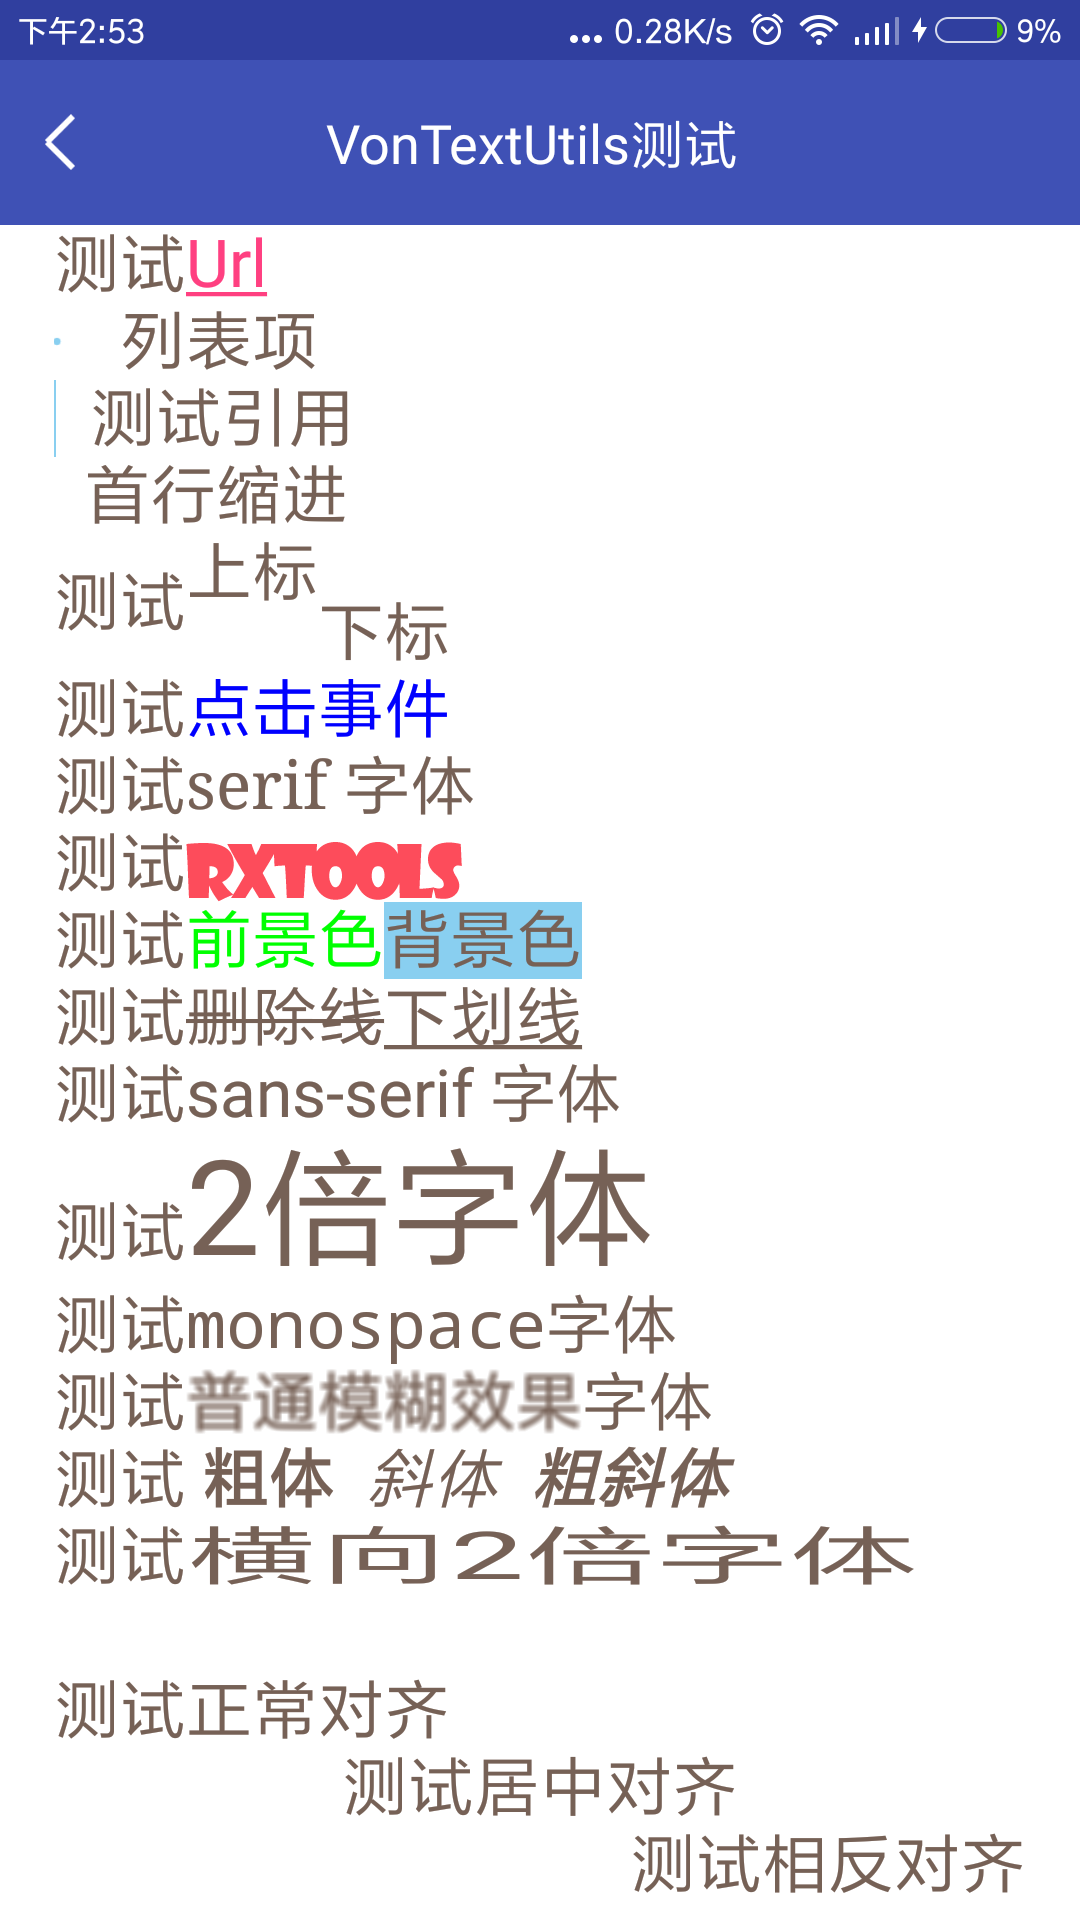 下午2:53 ... 0.28K/s 9%
VonTextUtils测试
测试Url
列表项
测试引用
首行缩进
测试上标下标
测试点击事件
测试serif 字体
测试RXTOOLS
测试前景色背景色
测试删除线下划线
测试sans-serif 字体
测试2倍字体
测试monospace字体
测试普通模糊效果字体
测试 粗体 斜体 粗斜体
测试横向2倍字体
测试正常对齐
测试居中对齐
测试相反对齐